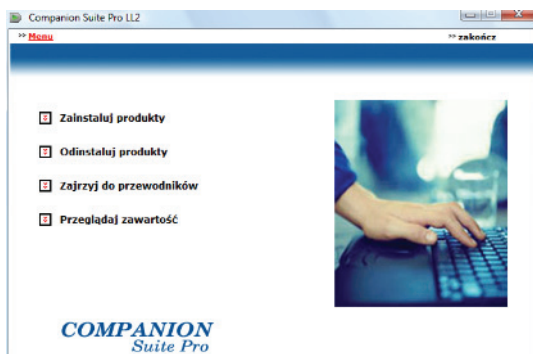 Companion Suite Pro LL2
>> Menu
>> zakończ
Zainstaluj produkty
Odinstaluj produkty
Zajrzyj do przewodników
Przeglądaj zawartość
COMPANION
Suite Pro